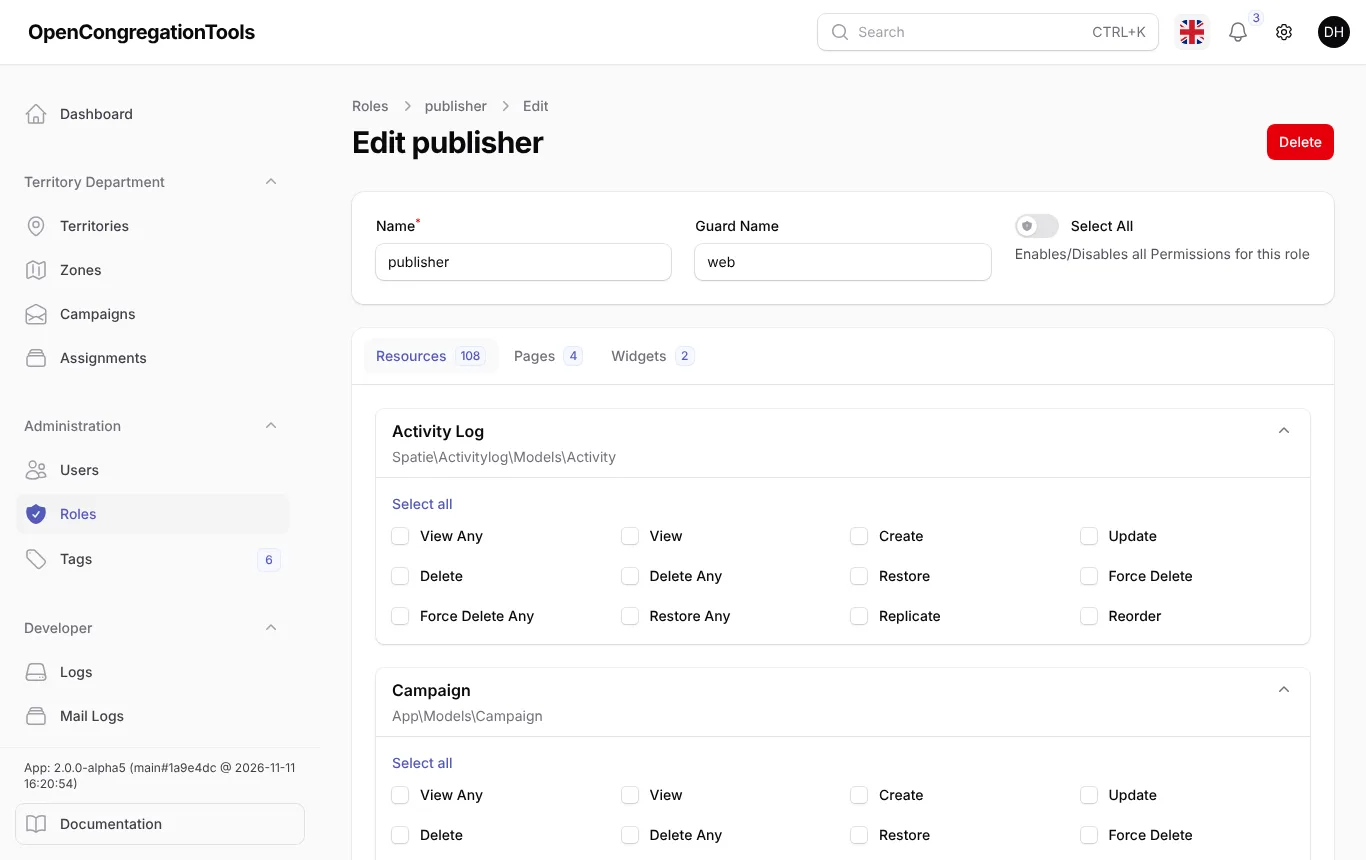 OpenCongregationTools
Search CTRL+K
3
DH
Dashboard
Territory Department
Territories
Zones
Campaigns
Assignments
Administration
Users
Roles
Tags 6
Developer
Logs
Mail Logs
App: 2.0.0-alpha5 (main#1a9e4dc @ 2026-11-11
16:20:54)
Documentation
Roles > publisher > Edit
Edit publisher
Delete
Name* Guard Name Select All
publisher web
Enables/Disables all Permissions for this role
Resources 108 Pages 4 Widgets 2
Activity Log
Spatie\Activitylog\Models\Activity
Select all
View Any View Create Update
Delete Delete Any Restore Force Delete
Force Delete Any Restore Any Replicate Reorder
Campaign
App\Models\Campaign
Select all
View Any View Create Update
Delete Delete Any Restore Force Delete